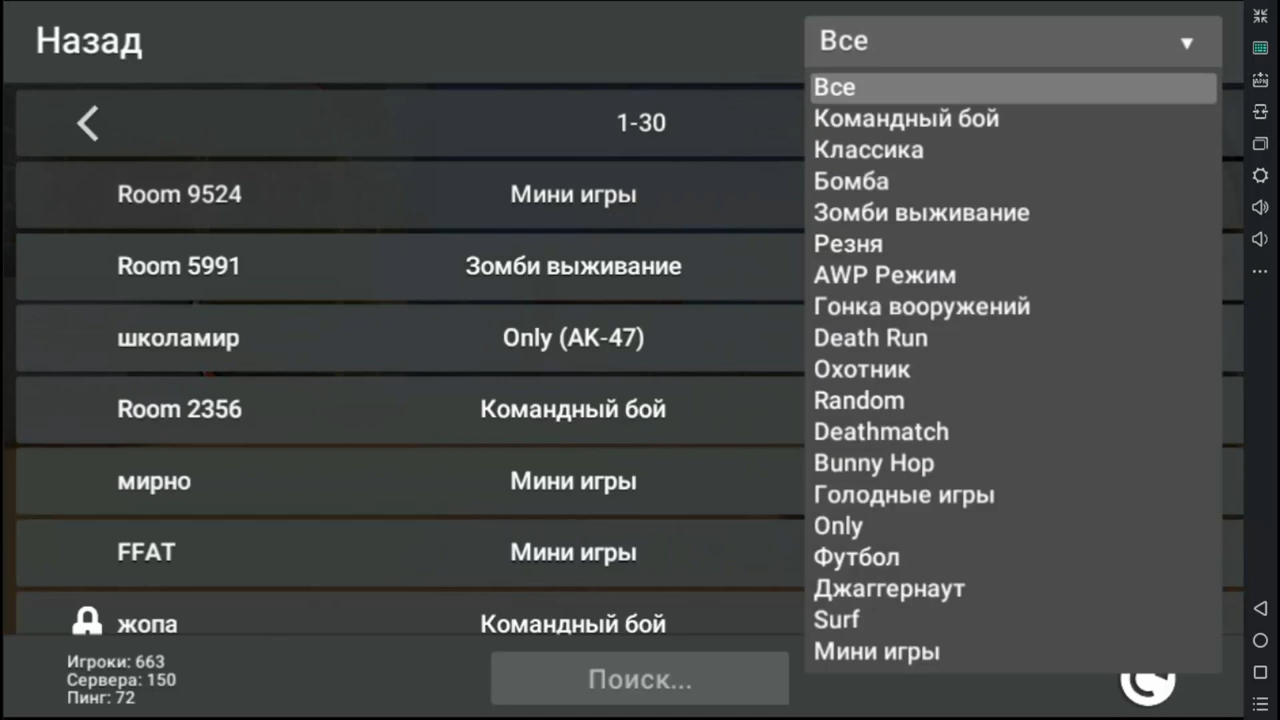 Назад
Все
1-30
Room 9524 Мини игры
Room 5991 Зомби выживание
школамир Only (AK-47)
Room 2356 Командный бой
мирно Мини игры
FFAT Мини игры
жопа Командный бой
Все
Командный бой
Классика
Бомба
Зомби выживание
Резня
AWP Режим
Гонка вооружений
Death Run
Охотник
Random
Deathmatch
Bunny Hop
Голодные игры
Only
Футбол
Джаггернаут
Surf
Мини игры
Игроки: 663
Сервера: 150
Пинг: 72
Поиск...